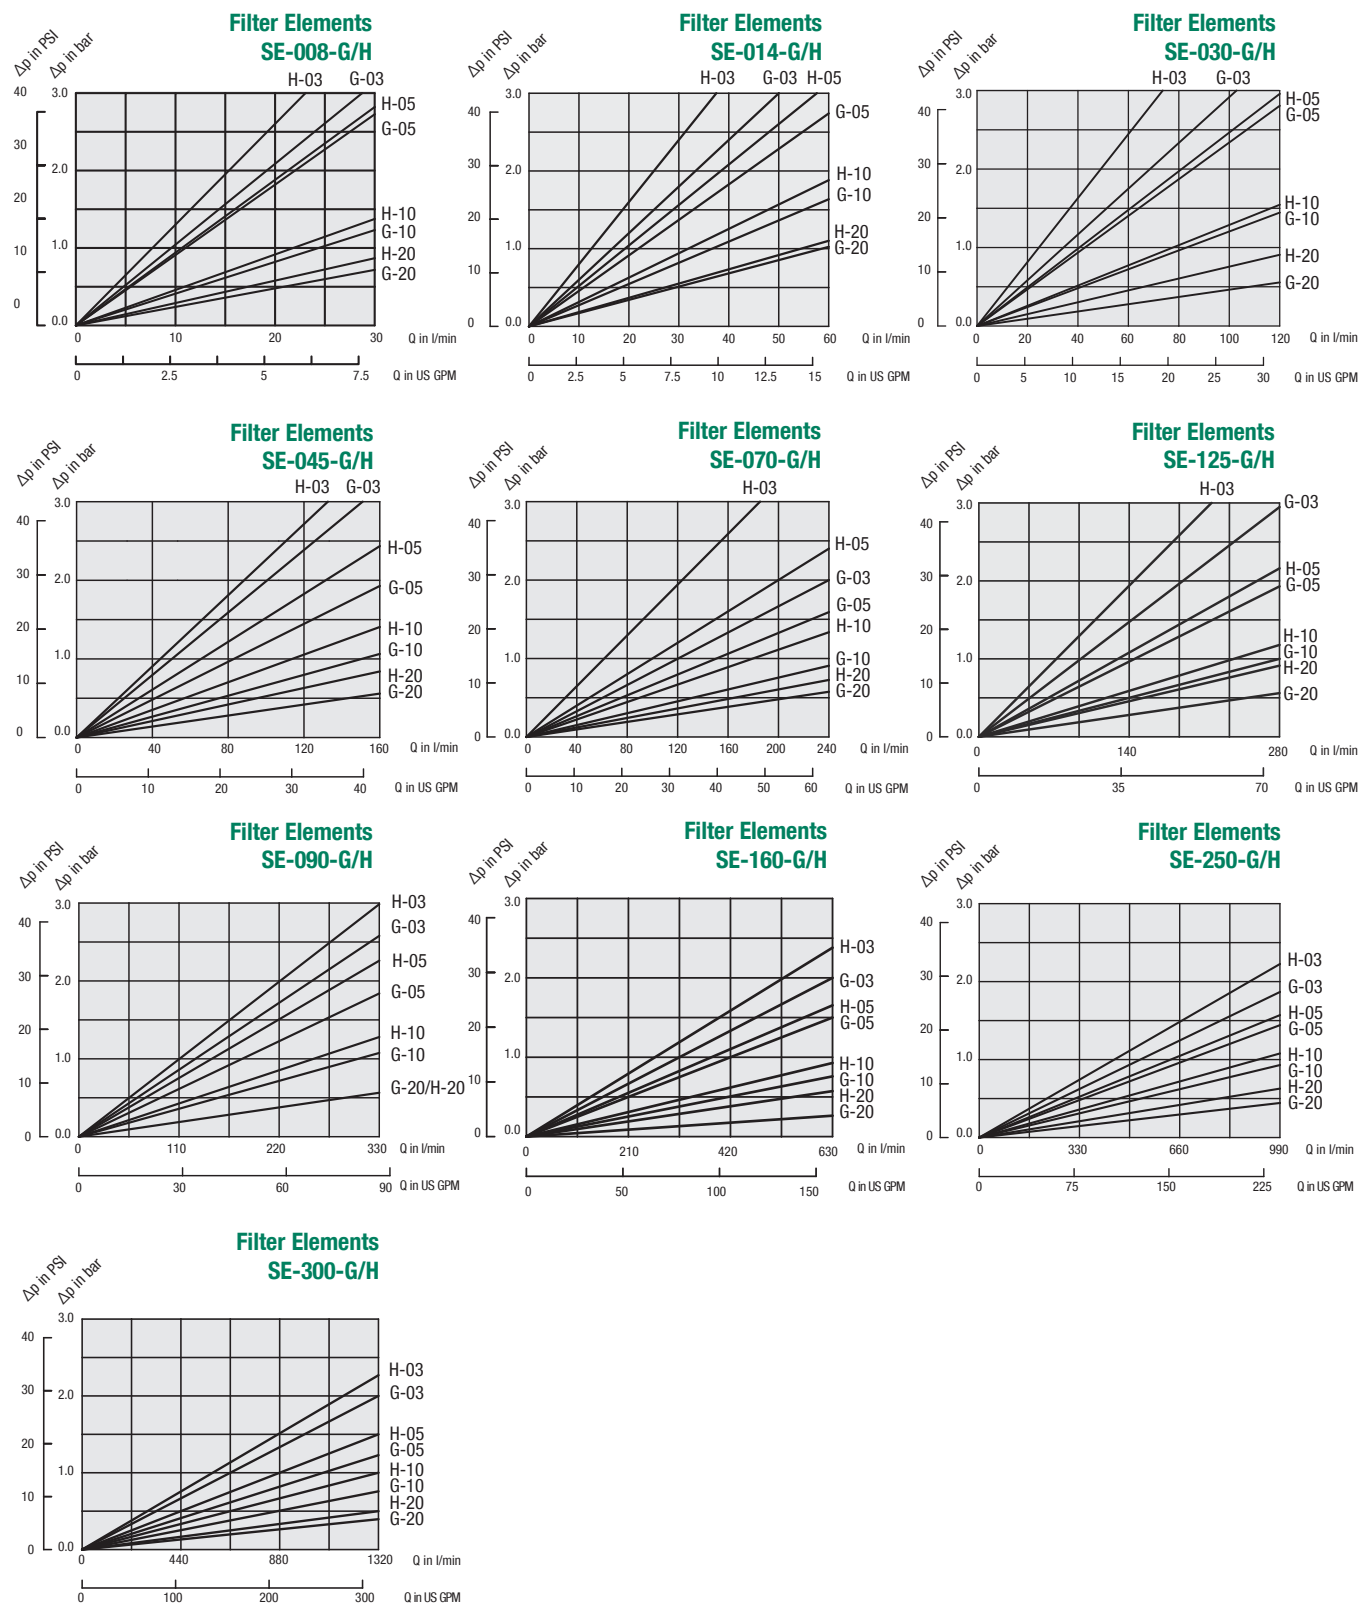 Filter Elements
SE-008-G/H
Δp in PSI
Δp in bar
H-03
G-03
H-05
G-05
H-10
G-10
H-20
G-20
40
30
20
10
0
3.0
2.0
1.0
0.0
0
10
20
30
Q in l/min
0
2.5
5
7.5
Q in US GPM
Filter Elements
SE-014-G/H
Δp in PSI
Δp in bar
H-03
G-03
H-05
G-05
H-10
G-10
H-20
G-20
40
30
20
10
0
3.0
2.0
1.0
0.0
0
10
20
30
40
50
60
Q in l/min
0
2.5
5
7.5
10
12.5
15
Q in US GPM
Filter Elements
SE-030-G/H
Δp in PSI
Δp in bar
H-03
G-03
H-05
G-05
H-10
G-10
H-20
G-20
40
30
20
10
0
3.0
2.0
1.0
0.0
0
20
40
60
80
100
120
Q in l/min
0
5
10
15
20
25
30
Q in US GPM
Filter Elements
SE-045-G/H
Δp in PSI
Δp in bar
H-03
G-03
H-05
G-05
H-10
G-10
H-20
G-20
40
30
20
10
0
3.0
2.0
1.0
0.0
0
40
80
120
160
Q in l/min
0
10
20
30
40
Q in US GPM
Filter Elements
SE-070-G/H
Δp in PSI
Δp in bar
H-03
H-05
G-03
G-05
H-10
G-10
H-20
G-20
40
30
20
10
0
3.0
2.0
1.0
0.0
0
40
80
120
160
200
240
Q in l/min
0
10
20
30
40
50
60
Q in US GPM
Filter Elements
SE-125-G/H
Δp in PSI
Δp in bar
H-03
G-03
H-05
G-05
H-10
G-10
H-20
G-20
40
30
20
10
0
3.0
2.0
1.0
0.0
0
140
280
Q in l/min
0
35
70
Q in US GPM
Filter Elements
SE-090-G/H
Δp in PSI
Δp in bar
H-03
G-03
H-05
G-05
H-10
G-10
G-20/H-20
40
30
20
10
0
3.0
2.0
1.0
0.0
0
110
220
330
Q in l/min
0
30
60
90
Q in US GPM
Filter Elements
SE-160-G/H
Δp in PSI
Δp in bar
H-03
G-03
H-05
G-05
H-10
G-10
H-20
G-20
40
30
20
10
0
3.0
2.0
1.0
0.0
0
210
420
630
Q in l/min
0
50
100
150
Q in US GPM
Filter Elements
SE-250-G/H
Δp in PSI
Δp in bar
H-03
G-03
H-05
G-05
H-10
G-10
H-20
G-20
40
30
20
10
0
3.0
2.0
1.0
0.0
0
330
660
990
Q in l/min
0
75
150
225
Q in US GPM
Filter Elements
SE-300-G/H
Δp in PSI
Δp in bar
H-03
G-03
H-05
G-05
H-10
G-10
H-20
G-20
40
30
20
10
0
3.0
2.0
1.0
0.0
0
440
880
1320
Q in l/min
0
100
200
300
Q in US GPM